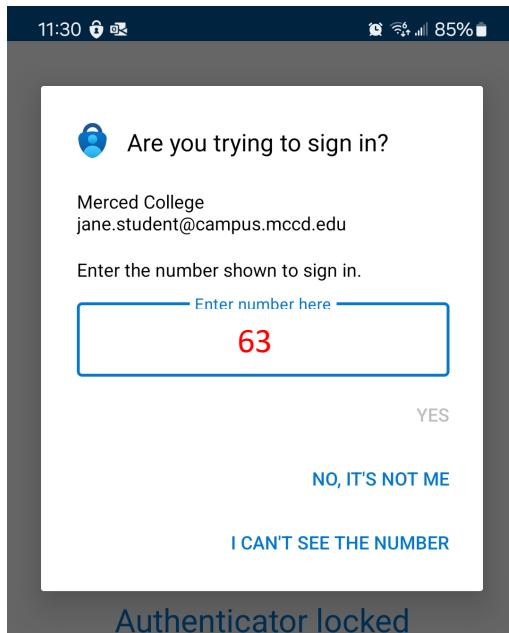 11:30 85%
Are you trying to sign in?
Merced College
jane.student@campus.mccd.edu
Enter the number shown to sign in.
Enter number here
63
YES
NO, IT'S NOT ME
I CAN'T SEE THE NUMBER
Authenticator locked